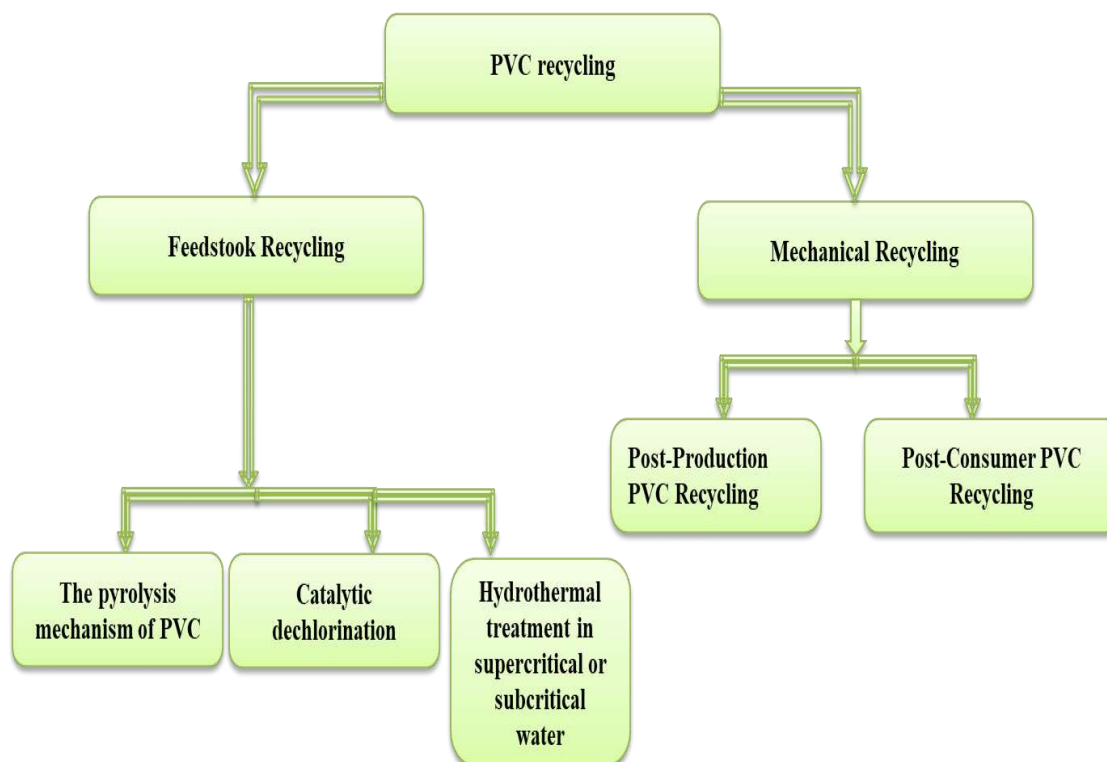 PVC recycling
Feedstook Recycling
Mechanical Recycling
Post-Production
PVC Recycling
Post-Consumer PVC
Recycling
The pyrolysis
mechanism of PVC
Catalytic
dechlorination
Hydrothermal
treatment in
supercritical or
subcritical
water